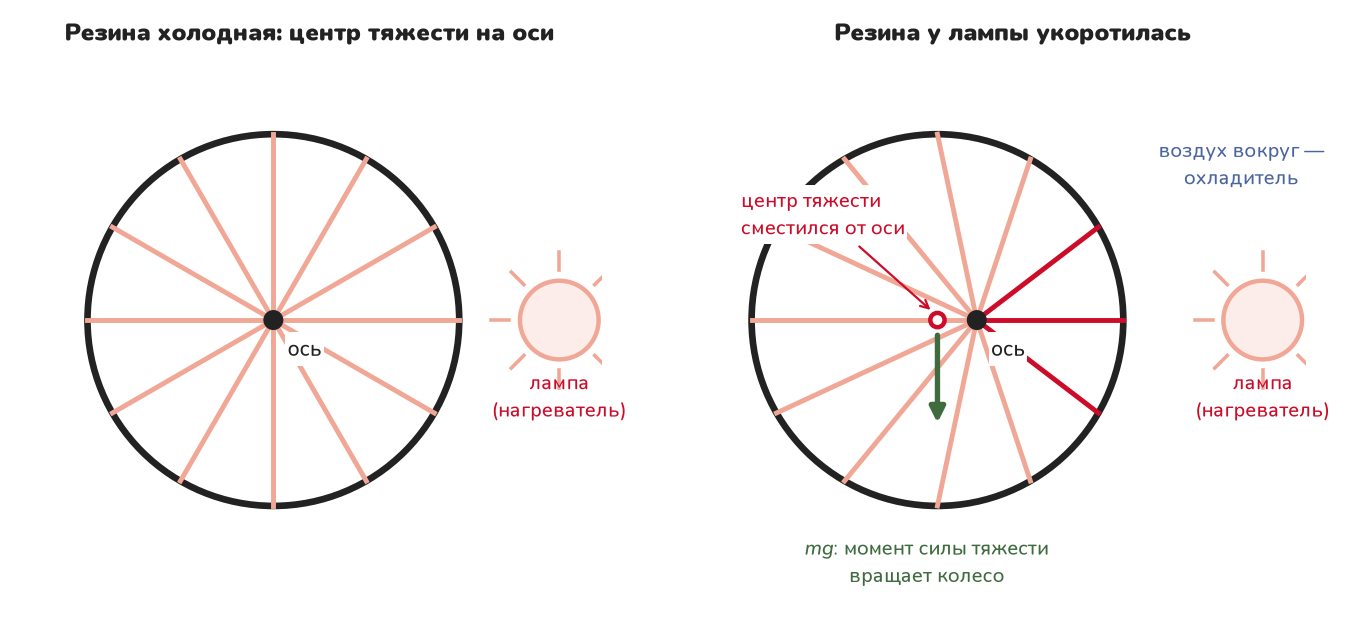 Резина холодная: центр тяжести на оси
ось
лампа
(нагреватель)
Резина у лампы укоротилась
воздух вокруг —
охладитель
центр тяжести
сместился от оси
ось
лампа
(нагреватель)
mg: момент силы тяжести
вращает колесо